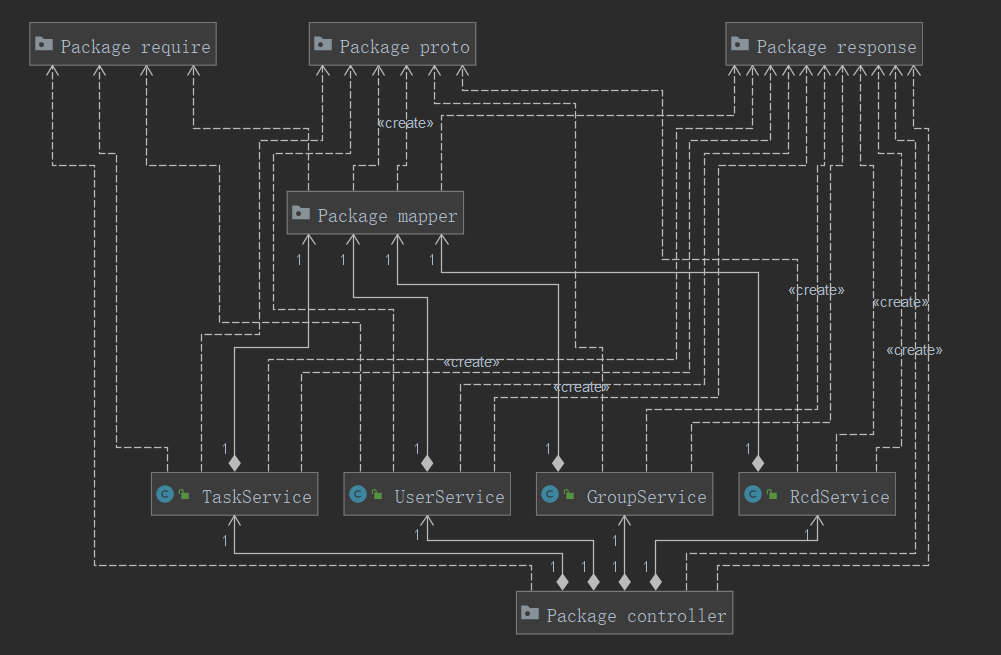 Package require
Package proto
Package response
«create»
Package mapper
1 1 1 1
«create»
«create»
«create»
«create»
«create»
1 1 1 1
C TaskService
C UserService
C GroupService
C RcdService
1 1 1 1
1 1 1 1
Package controller